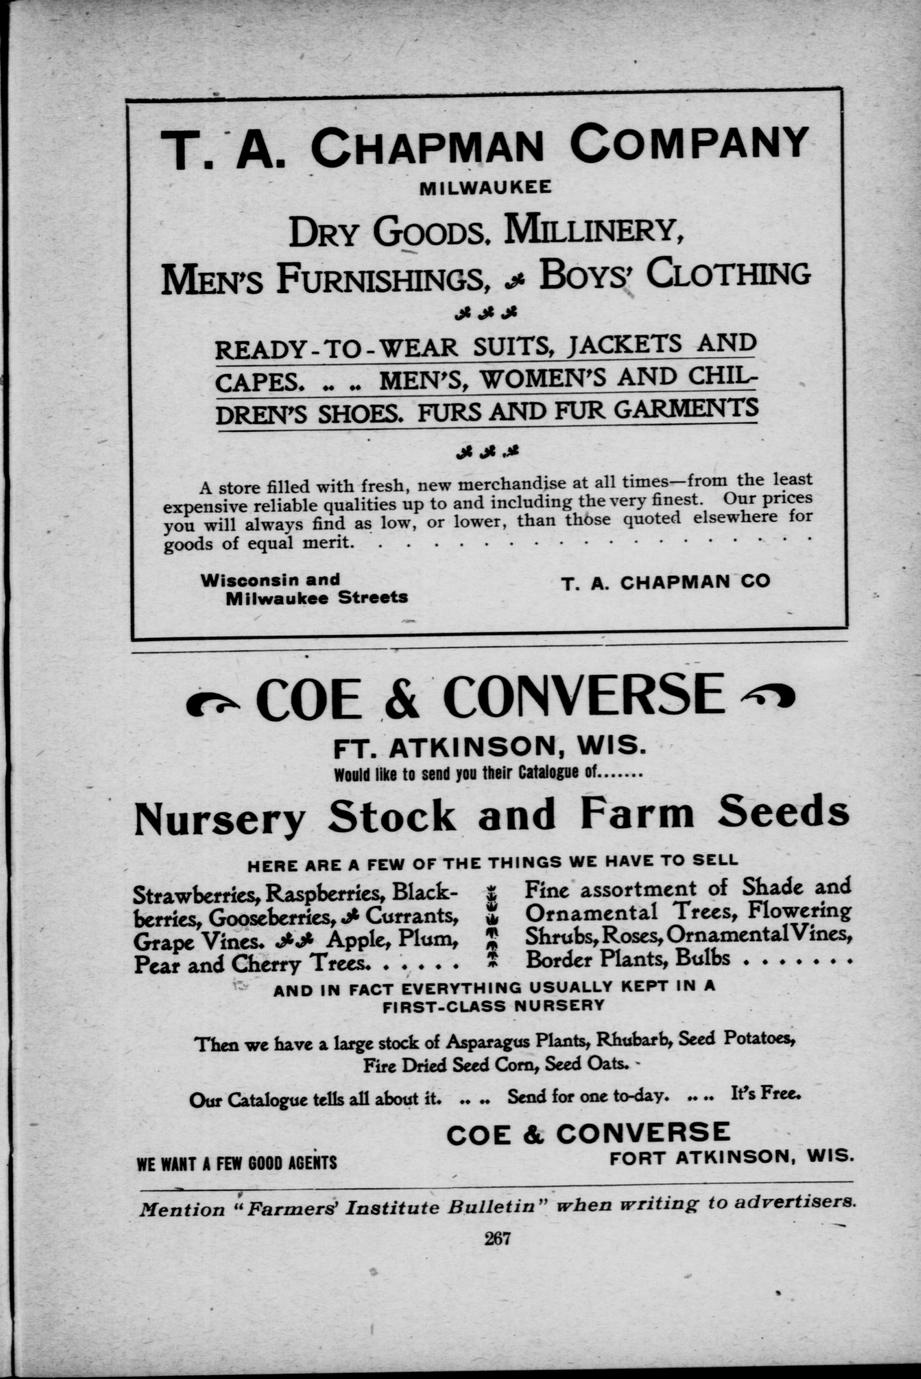 T. A. CHAPMAN COMPANY
MILWAUKEE
DRY GOODS. MILLINERY,
MEN'S FURNISHINGS, BOYS' CLOTHING
READY-TO-WEAR SUITS, JACKETS AND
CAPES. .. .. MEN'S, WOMEN'S AND CHIL-
DREN'S SHOES. FURS AND FUR GARMENTS
A store filled with fresh, new merchandise at all times—from the least
expensive reliable qualities up to and including the very finest. Our prices
you will always find as low, or lower, than those quoted elsewhere for
goods of equal merit. . . . . . . . . . . . . . . . . . .
Wisconsin and
Milwaukee Streets
T. A. CHAPMAN CO
COE & CONVERSE
FT. ATKINSON, WIS.
Would like to send you their Catalogue of.......
Nursery Stock and Farm Seeds
HERE ARE A FEW OF THE THINGS WE HAVE TO SELL
Strawberries, Raspberries, Black-
berries, Gooseberries, Currants,
Grape Vines. Apple, Plum,
Pear and Cherry Trees. . . . . .
Fine assortment of Shade and
Ornamental Trees, Flowering
Shrubs, Roses, Ornamental Vines,
Border Plants, Bulbs . . . . . . .
AND IN FACT EVERYTHING USUALLY KEPT IN A
FIRST-CLASS NURSERY
Then we have a large stock of Asparagus Plants, Rhubarb, Seed Potatoes,
Fire Dried Seed Corn, Seed Oats.
Our Catalogue tells all about it. .. .. Send for one to-day. .. .. It's Free.
COE & CONVERSE
WE WANT A FEW GOOD AGENTS
FORT ATKINSON, WIS.
Mention "Farmers' Institute Bulletin" when writing to advertisers.
267